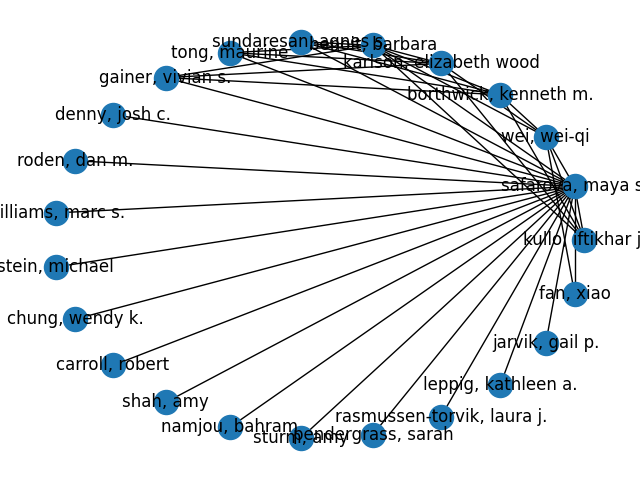 sundaresan, agnes s.
benoit, barbara
tong, maurine
karlson, elizabeth wood
gainer, vivian s.
borthwick, kenneth m.
denny, josh c.
wei, wei-qi
roden, dan m.
safarova, maya s
illiams, marc s.
kullo, iftikhar j
stein, michael
fan, xiao
chung, wendy k.
jarvik, gail p.
carroll, robert
leppig, kathleen a.
shah, amy
rasmussen-torvik, laura j.
namjou, bahram
sturm, amy
pendergrass, sarah